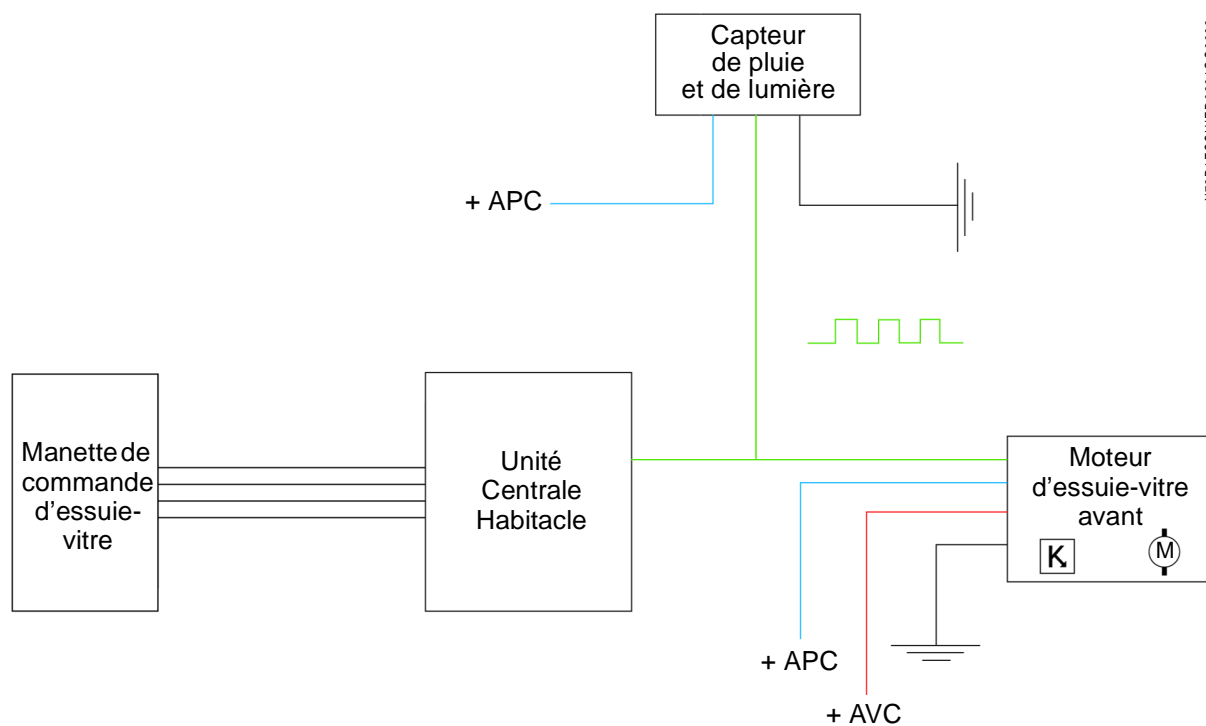 Capteur
de pluie
et de lumière
+ APC
Manette de
commande
d'essuie-
vitre
Unité
Centrale
Habitacle
Moteur
d'essuie-vitre
avant
K
M
+ APC
+ AVC